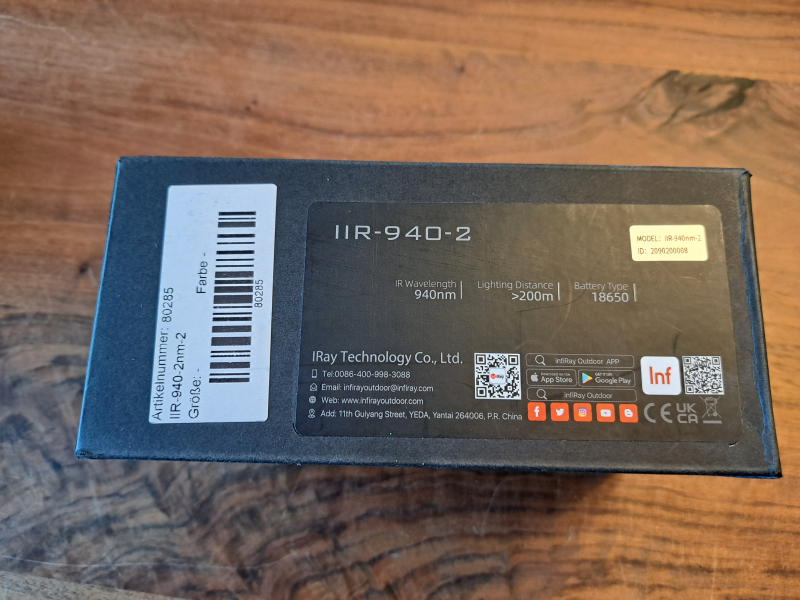 Artikelnummer: 80285
IIR-940-2nm-2
Größe: -
Farbe -
80285
IIR-940-2
MODEL: IIR-940nm-2
ID: 2090200008
IR Wavelength
940nm
Lighting Distance
>200m
Battery Type
18650
IRay Technology Co., Ltd.
Tel:0086-400-998-3088
Email: infirayoutdoor@infiray.com
Web: www.infirayoutdoor.com
Add: 11th Guiyang Street, YEDA, Yantai 264006, P.R. China
infiRay Outdoor APP
App Store
GET IT ON
Google Play
infiRay Outdoor
Inf
CE
UK
CA